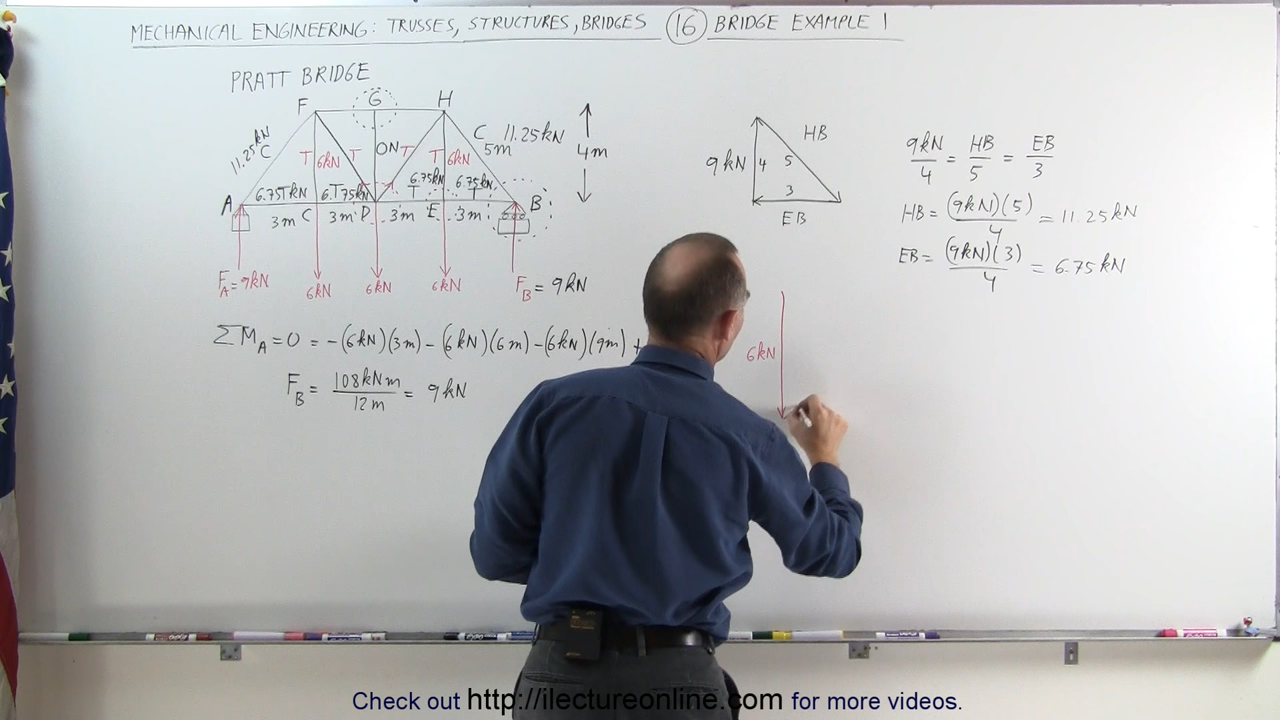 MECHANICAL ENGINEERING: TRUSSES, STRUCTURES, BRIDGES (16) BRIDGE EXAMPLE 1
PRATT BRIDGE
F G H
11.25kN C T 6kN T ON T T 6kN C 11.25kN
5m
4m
6.75TkN 6.T75kN 6.75kN T 6.75kN T
A B
3m C 3m D 3m E 3m
F_A = 9kN 6kN 6kN 6kN F_B = 9kN
ΣM_A = 0 = -(6kN)(3m) - (6kN)(6m) - (6kN)(9m) +
F_B = 108kNm / 12m = 9kN
HB
9kN 4 5
3
EB
9kN/4 = HB/5 = EB/3
HB = (9kN)(5)/4 = 11.25kN
EB = (9kN)(3)/4 = 6.75kN
6kN
Check out http://ilectureonline.com for more videos.